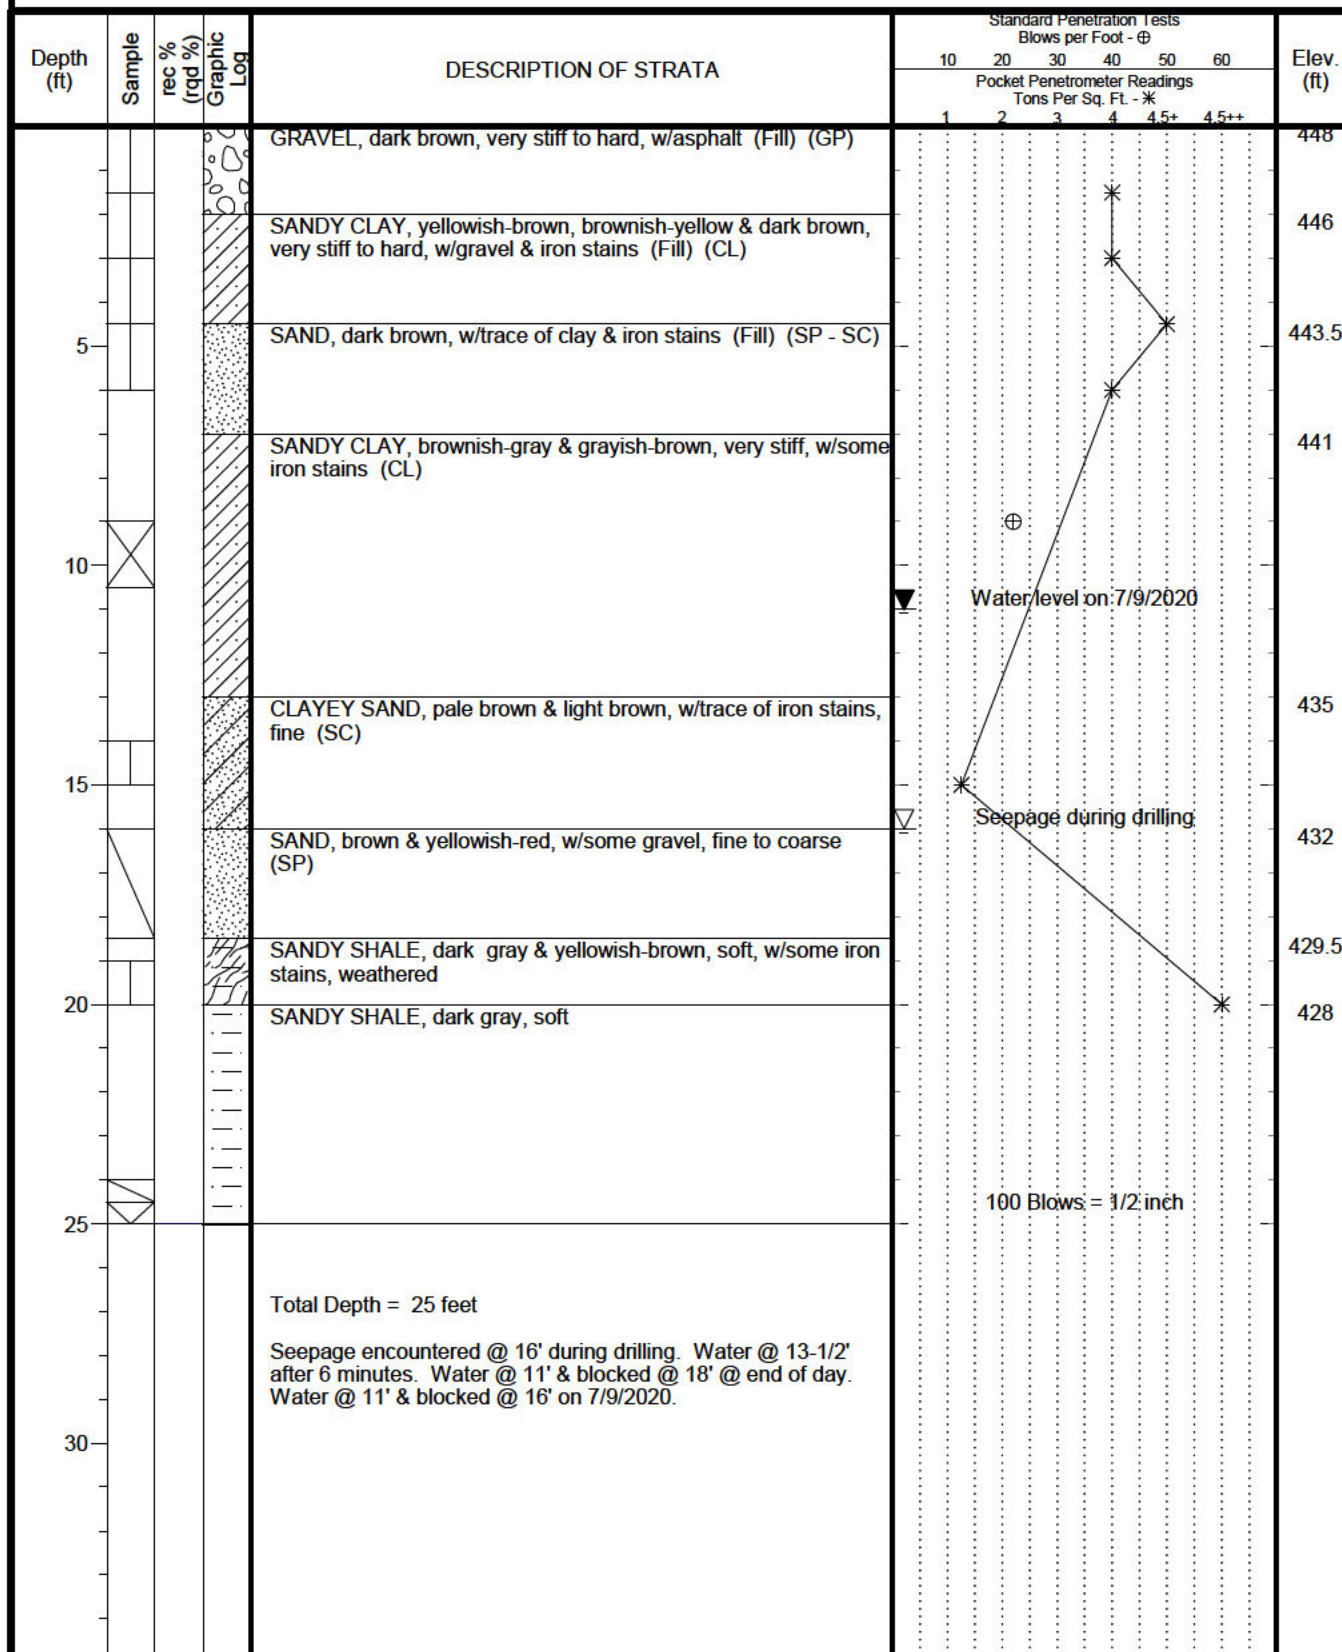 Depth
(ft)
Sample
rec %
(rqd %)
Graphic
Log
DESCRIPTION OF STRATA
Standard Penetration Tests
Blows per Foot - ⊕
10 20 30 40 50 60
Pocket Penetrometer Readings
Tons Per Sq. Ft. - ✳
1 2 3 4 4.5+ 4.5++
Elev.
(ft)
GRAVEL, dark brown, very stiff to hard, w/asphalt (Fill) (GP)
448
SANDY CLAY, yellowish-brown, brownish-yellow & dark brown,
very stiff to hard, w/gravel & iron stains (Fill) (CL)
446
5
SAND, dark brown, w/trace of clay & iron stains (Fill) (SP - SC)
443.5
SANDY CLAY, brownish-gray & grayish-brown, very stiff, w/some
iron stains (CL)
441
10
Water level on 7/9/2020
CLAYEY SAND, pale brown & light brown, w/trace of iron stains,
fine (SC)
435
15
Seepage during drilling
SAND, brown & yellowish-red, w/some gravel, fine to coarse
(SP)
432
SANDY SHALE, dark gray & yellowish-brown, soft, w/some iron
stains, weathered
429.5
20
SANDY SHALE, dark gray, soft
428
100 Blows = 1/2 inch
25
Total Depth = 25 feet
Seepage encountered @ 16' during drilling. Water @ 13-1/2'
after 6 minutes. Water @ 11' & blocked @ 18' @ end of day.
Water @ 11' & blocked @ 16' on 7/9/2020.
30